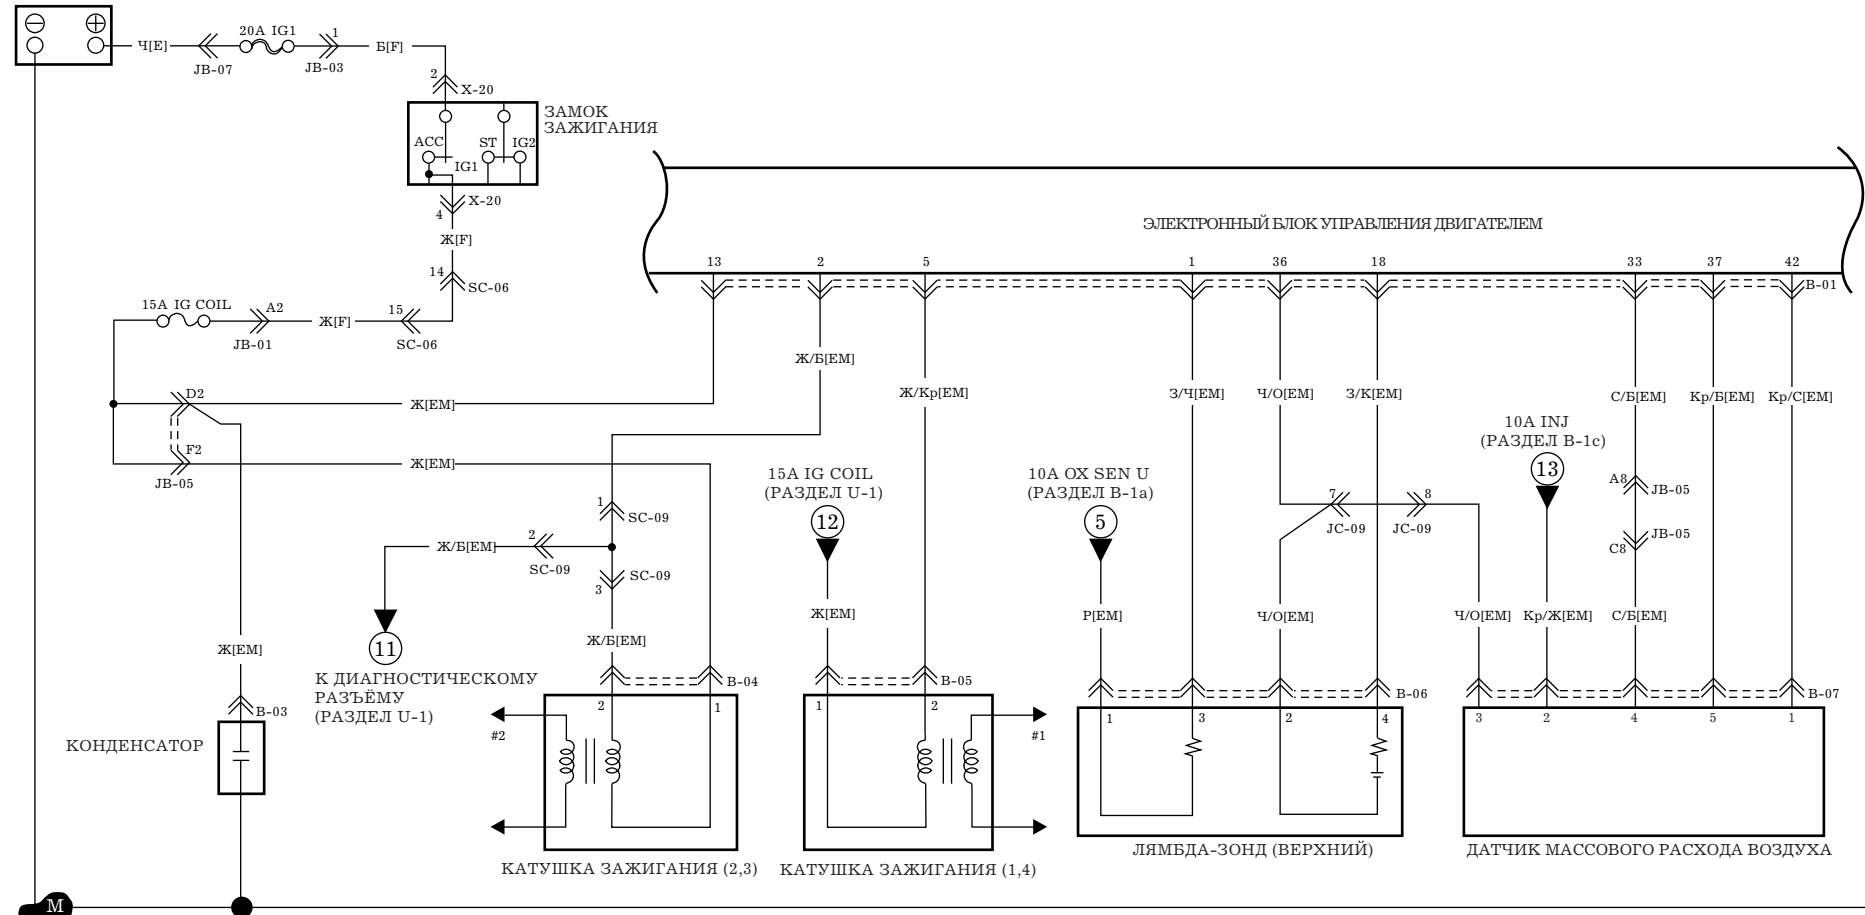 20A IG1
1
Ч[E]
Б[F]
JB-07
JB-03
2
X-20
ЗАМОК
ЗАЖИГАНИЯ
ACC
ST
IG2
IG1
X-20
4
Ж[F]
14
SC-06
15A IG COIL
A2
Ж[F]
15
JB-01
SC-06
ЭЛЕКТРОННЫЙ БЛОК УПРАВЛЕНИЯ ДВИГАТЕЛЕМ
13
2
5
1
36
18
33
37
42
B-01
Ж/Б[EM]
D2
Ж[EM]
Ж/Кр[EM]
З/Ч[EM]
Ч/О[EM]
З/К[EM]
С/Б[EM]
Кр/Б[EM]
Кр/С[EM]
F2
Ж[EM]
JB-05
15A IG COIL
(РАЗДЕЛ U-1)
12
10A OX SEN U
(РАЗДЕЛ B-1a)
5
10A INJ
(РАЗДЕЛ B-1c)
13
A8
JB-05
7
8
JC-09
JC-09
C8
JB-05
1
SC-09
Ж/Б[EM]
2
SC-09
SC-09
3
11
К ДИАГНОСТИЧЕСКОМУ
РАЗЪЁМУ
(РАЗДЕЛ U-1)
Ж[EM]
Ж/Б[EM]
Ж[EM]
Р[EM]
Ч/О[EM]
Ч/О[EM]
Кр/Ж[EM]
С/Б[EM]
B-03
B-04
B-05
B-06
B-07
КОНДЕНСАТОР
#2
2
1
1
2
#1
1
3
2
4
3
2
4
5
1
КАТУШКА ЗАЖИГАНИЯ (2,3)
КАТУШКА ЗАЖИГАНИЯ (1,4)
ЛЯМБДА-ЗОНД (ВЕРХНИЙ)
ДАТЧИК МАССОВОГО РАСХОДА ВОЗДУХА
M